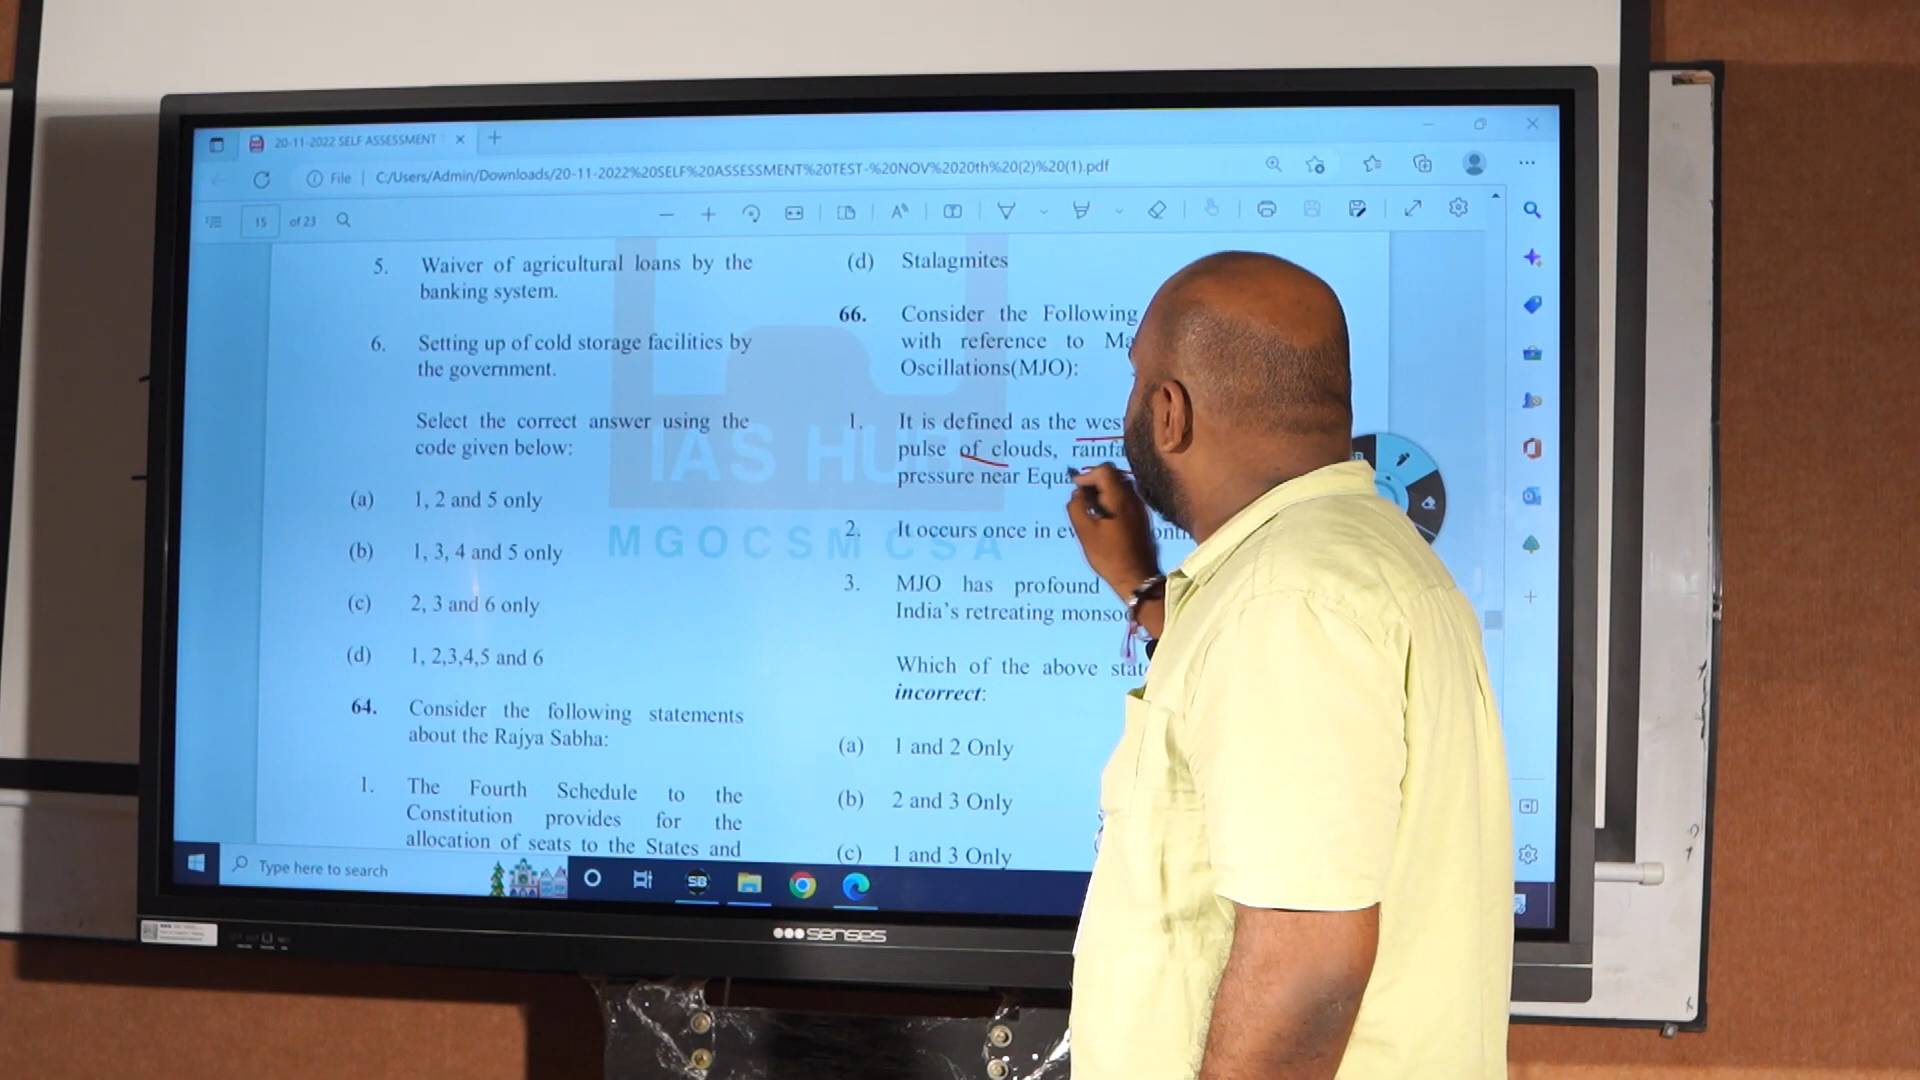 20-11-2022 SELF ASSESSMENT
File
C:/Users/Admin/Downloads/20-11-2022%20SELF%20ASSESSMENT%20TEST-%20NOV%2020th%20(2)%20(1).pdf
15 of 23
5. Waiver of agricultural loans by the
banking system.
6. Setting up of cold storage facilities by
the government.
Select the correct answer using the
code given below:
(a) 1, 2 and 5 only
(b) 1, 3, 4 and 5 only
(c) 2, 3 and 6 only
(d) 1, 2,3,4,5 and 6
64. Consider the following statements
about the Rajya Sabha:
1. The Fourth Schedule to the
Constitution provides for the
allocation of seats to the States and
(d) Stalagmites
66. Consider the Following
with reference to
Oscillations(MJO):
1. It is defined as the
pulse of clouds,
pressure near
2. It occurs once in
3. MJO has profound
India's retreating
Which of the above
incorrect:
(a) 1 and 2 Only
(b) 2 and 3 Only
(c) 1 and 3 Only
IAS HUB
MGOCSM CSA
Type here to search
SB
senses